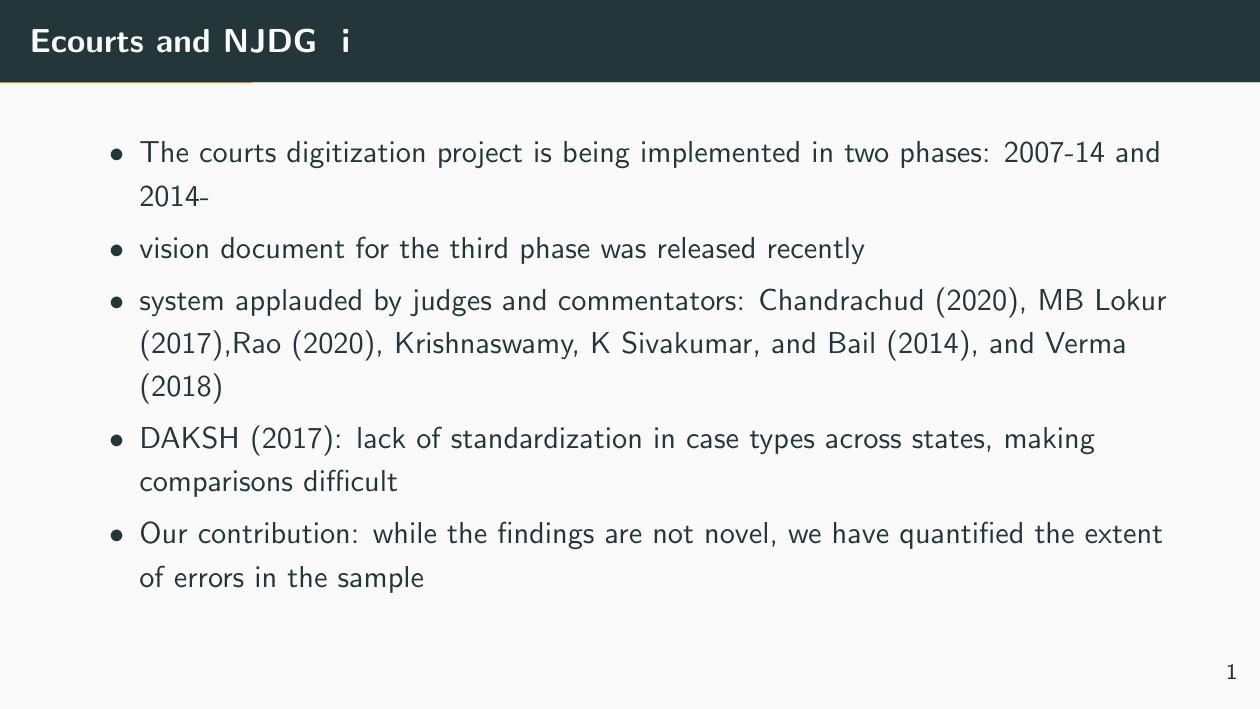 Ecourts and NJDG i
• The courts digitization project is being implemented in two phases: 2007-14 and
2014-
• vision document for the third phase was released recently
• system applauded by judges and commentators: Chandrachud (2020), MB Lokur
(2017),Rao (2020), Krishnaswamy, K Sivakumar, and Bail (2014), and Verma
(2018)
• DAKSH (2017): lack of standardization in case types across states, making
comparisons difficult
• Our contribution: while the findings are not novel, we have quantified the extent
of errors in the sample
1